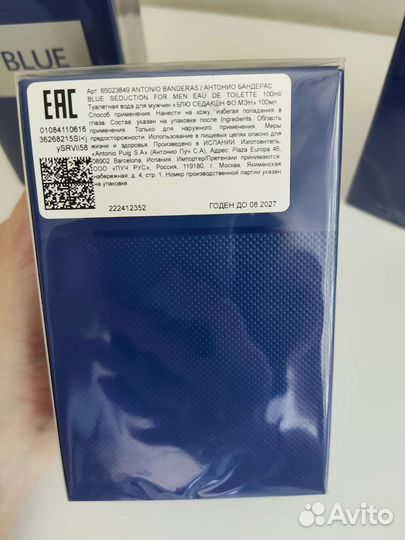 BLUE
Арт. 65023849 ANTONIO BANDERAS / АНТОНИО БАНДЕРАС
BLUE SEDUCTION FOR MEN EAU DE TOILETTE 100ml/
Туалетная вода для мужчин «БЛЮ СЕДАКШН ФО МЭН» 100мл
Способ применения: Нанести на кожу, избегая попадания в
глаза. Состав указан на упаковке после Ingredients. Область
применения: Только для наружного применения. Меры
предосторожности: Использование в пищевых целях опасно для
жизни и здоровья. Произведено в ИСПАНИИ. Изготовитель:
«Antonio Puig S.A» (Антонио Пуч С.А). Адрес: Plaza Europa 46,
08902 Barcelona, Испания. Импортер/Претензии принимаются:
ООО «ПУЧ РУС», Россия, 119180, г. Москва, Якиманская
набережная, д. 4, стр. 1. Номер производственной партии указан
на упаковке.
EAC
01084110616
36268215SI<j
ySRVii58
222412352
ГОДЕН ДО 08.2027
Avito